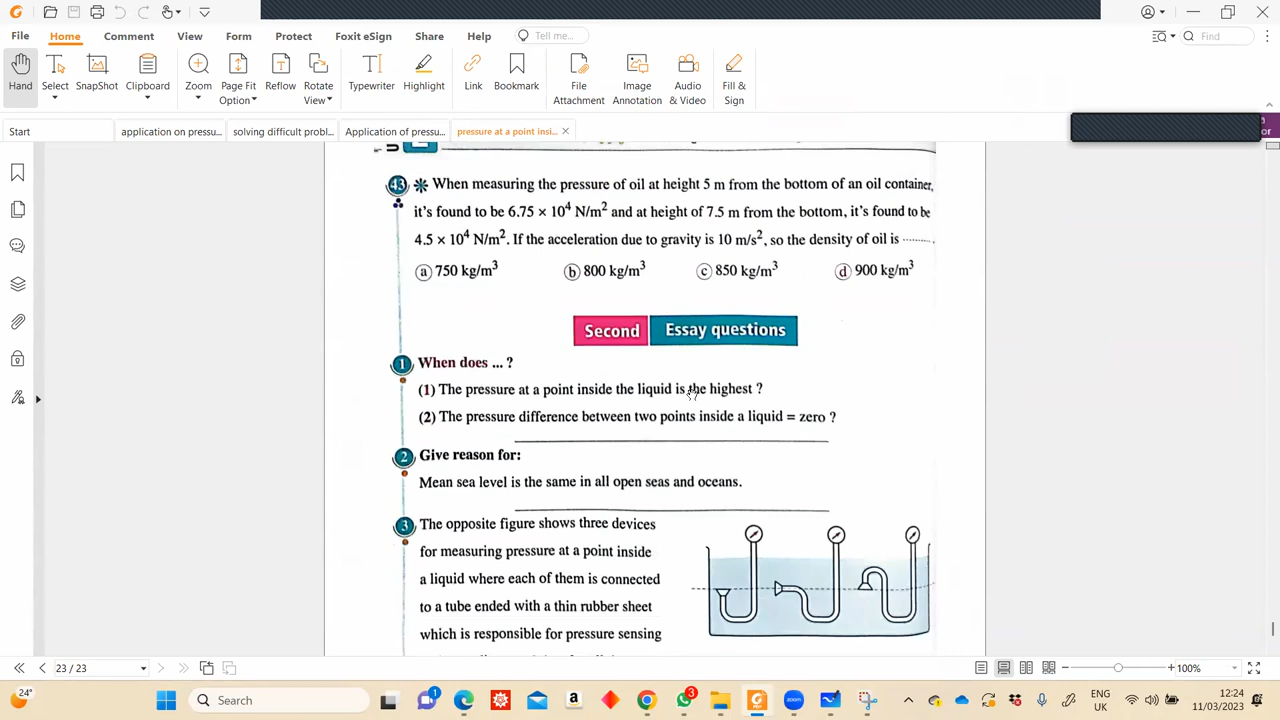 File
Home
Comment
View
Form
Protect
Foxit eSign
Share
Help
Tell me...
Find
Hand
Select
SnapShot
Clipboard
Zoom
Page Fit Option
Reflow
Rotate View
Typewriter
Highlight
Link
Bookmark
File Attachment
Image Annotation
Audio & Video
Fill & Sign
Start
application on pressu...
solving difficult probl...
Application of pressu...
pressure at a point insi...
or
43 * When measuring the pressure of oil at height 5 m from the bottom of an oil container,
it's found to be 6.75 × 10⁴ N/m² and at height of 7.5 m from the bottom, it's found to be
4.5 × 10⁴ N/m². If the acceleration due to gravity is 10 m/s², so the density of oil is ........
a 750 kg/m³
b 800 kg/m³
c 850 kg/m³
d 900 kg/m³
Second Essay questions
1 When does ... ?
(1) The pressure at a point inside the liquid is the highest ?
(2) The pressure difference between two points inside a liquid = zero ?
2 Give reason for:
Mean sea level is the same in all open seas and oceans.
3 The opposite figure shows three devices
for measuring pressure at a point inside
a liquid where each of them is connected
to a tube ended with a thin rubber sheet
which is responsible for pressure sensing
23 / 23
100%
24°
Search
1
3
zoom
ENG
UK
12:24
11/03/2023